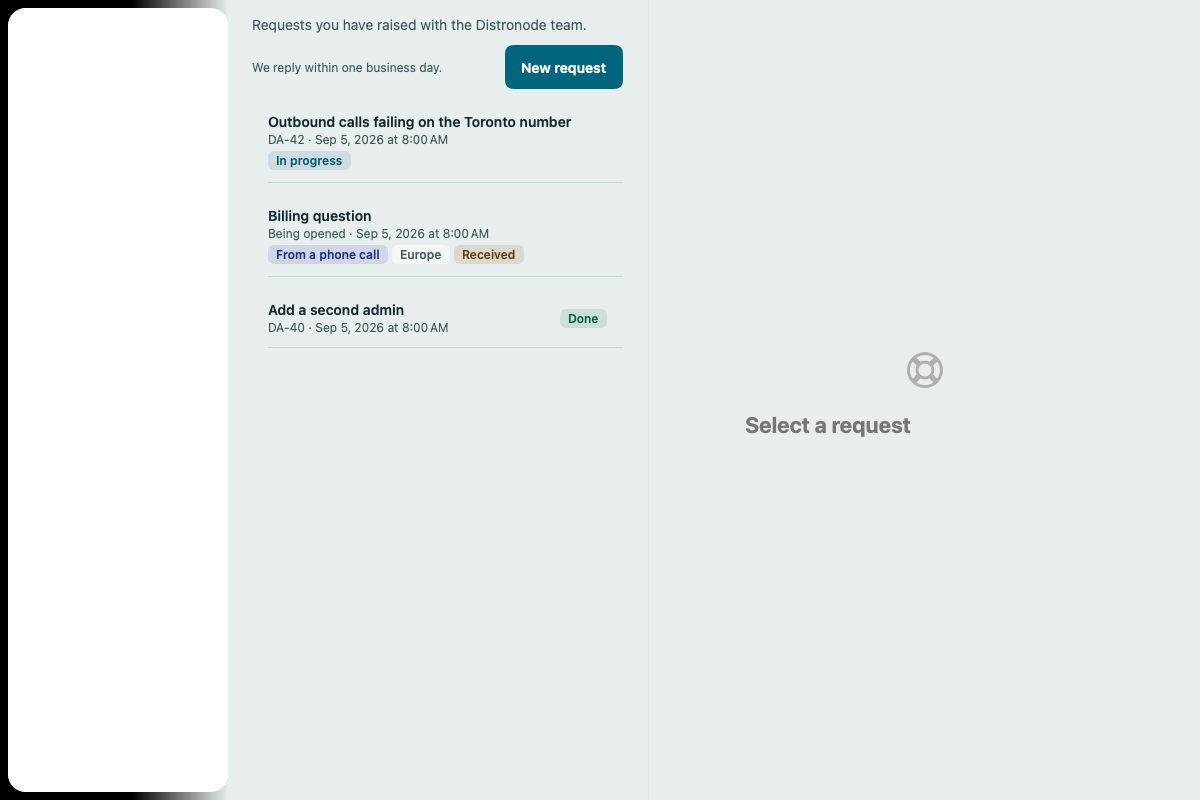 Requests you have raised with the Distronode team.
We reply within one business day.
New request
Outbound calls failing on the Toronto number
DA-42 · Sep 5, 2026 at 8:00 AM
In progress
Billing question
Being opened · Sep 5, 2026 at 8:00 AM
From a phone call Europe Received
Add a second admin
DA-40 · Sep 5, 2026 at 8:00 AM
Done
Select a request